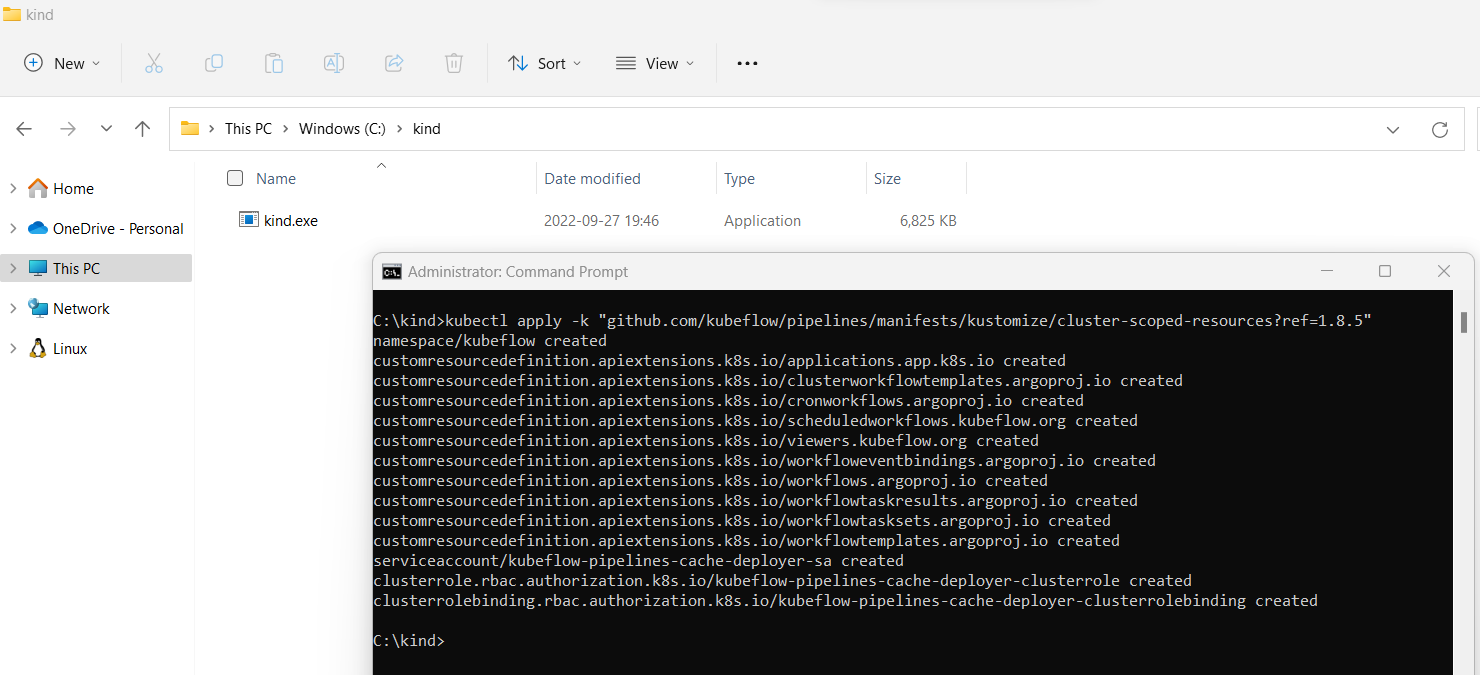 kind
New
Sort
View
This PC
Windows (C:)
kind
Home
OneDrive - Personal
This PC
Network
Linux
Name
Date modified
Type
Size
kind.exe
2022-09-27 19:46
Application
6,825 KB
Administrator: Command Prompt
C:\kind>kubectl apply -k "github.com/kubeflow/pipelines/manifests/kustomize/cluster-scoped-resources?ref=1.8.5"
namespace/kubeflow created
customresourcedefinition.apiextensions.k8s.io/applications.app.k8s.io created
customresourcedefinition.apiextensions.k8s.io/clusterworkflowtemplates.argoproj.io created
customresourcedefinition.apiextensions.k8s.io/cronworkflows.argoproj.io created
customresourcedefinition.apiextensions.k8s.io/scheduledworkflows.kubeflow.org created
customresourcedefinition.apiextensions.k8s.io/viewers.kubeflow.org created
customresourcedefinition.apiextensions.k8s.io/workfloweventbindings.argoproj.io created
customresourcedefinition.apiextensions.k8s.io/workflows.argoproj.io created
customresourcedefinition.apiextensions.k8s.io/workflowtaskresults.argoproj.io created
customresourcedefinition.apiextensions.k8s.io/workflowtasksets.argoproj.io created
customresourcedefinition.apiextensions.k8s.io/workflowtemplates.argoproj.io created
serviceaccount/kubeflow-pipelines-cache-deployer-sa created
clusterrole.rbac.authorization.k8s.io/kubeflow-pipelines-cache-deployer-clusterrole created
clusterrolebinding.rbac.authorization.k8s.io/kubeflow-pipelines-cache-deployer-clusterrolebinding created
C:\kind>